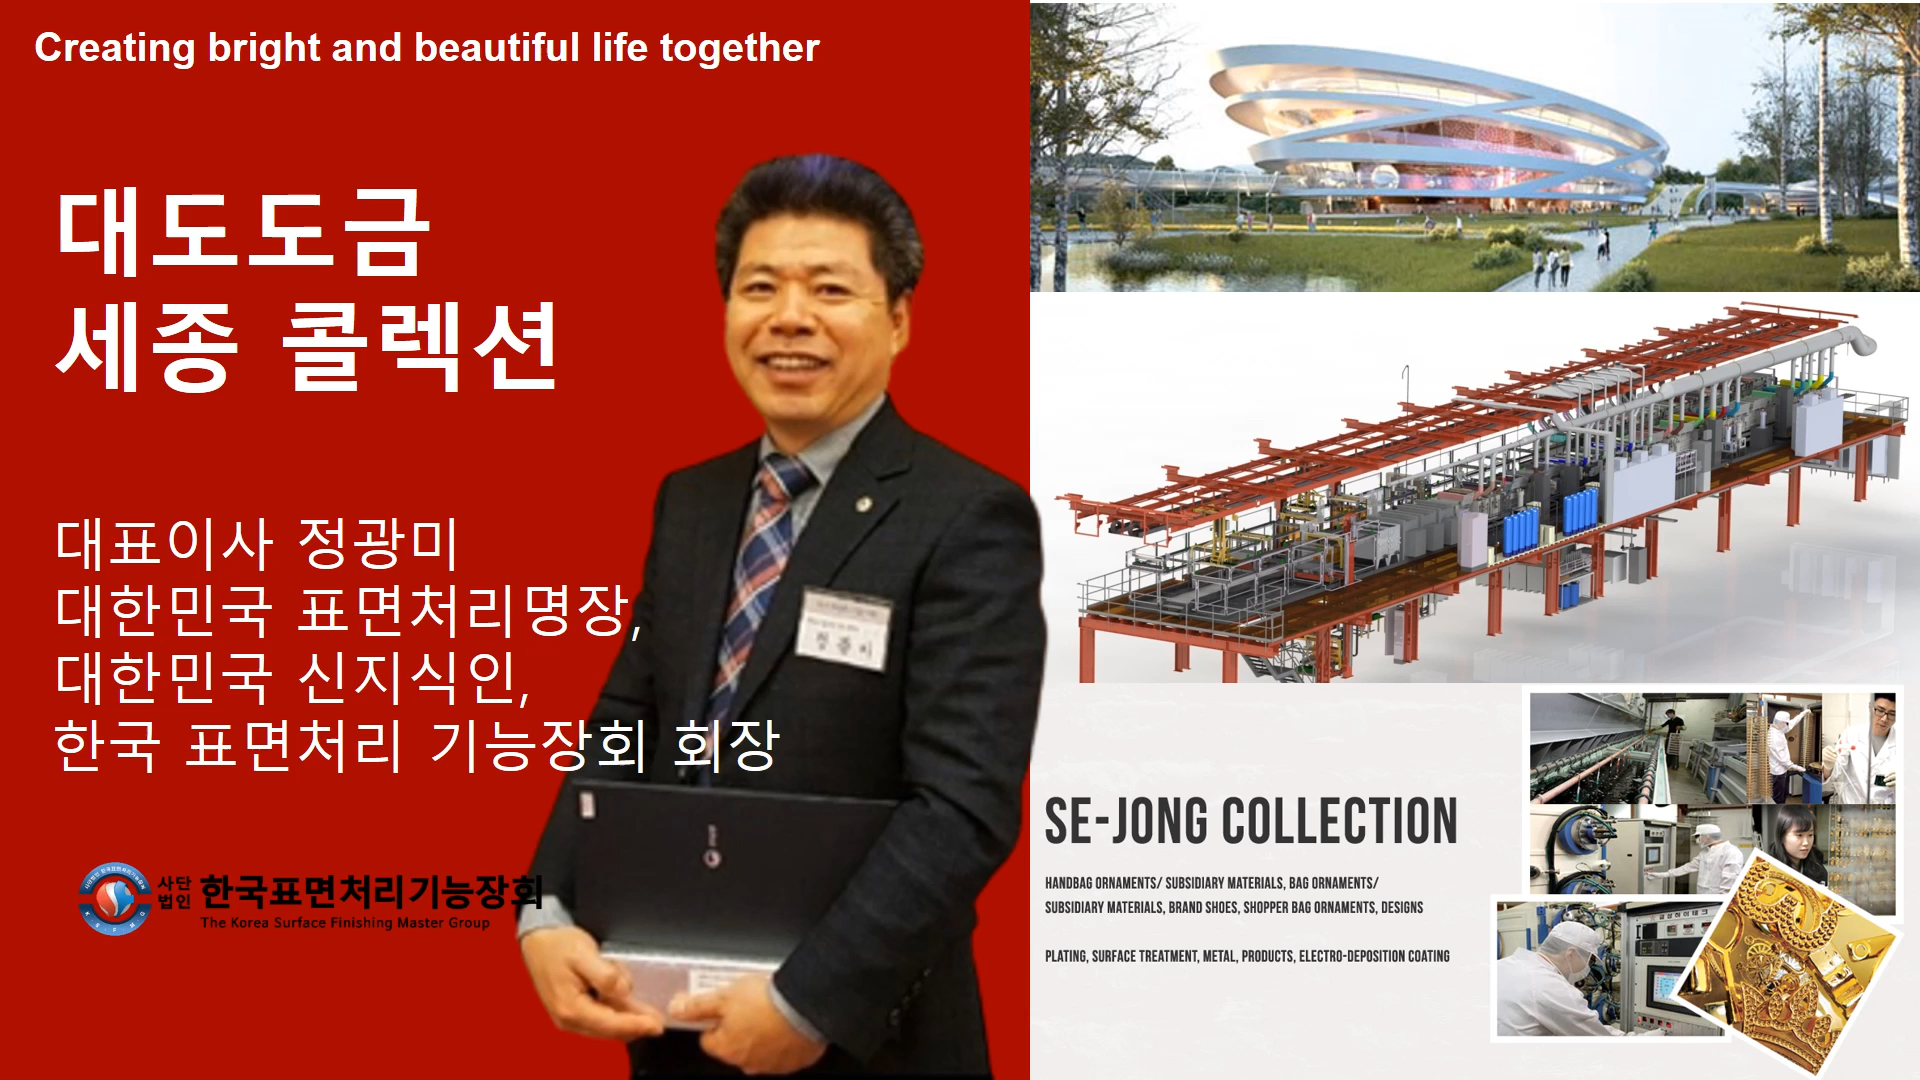 Creating bright and beautiful life together
대도도금
세종 콜렉션
대표이사 정광미
대한민국 표면처리명장,
대한민국 신지식인,
한국 표면처리 기능장회 회장
사단
법인
한국표면처리기능장회
The Korea Surface Finishing Master Group
SE-JONG COLLECTION
HANDBAG ORNAMENTS/ SUBSIDIARY MATERIALS, BAG ORNAMENTS/
SUBSIDIARY MATERIALS, BRAND SHOES, SHOPPER BAG ORNAMENTS, DESIGNS
PLATING, SURFACE TREATMENT, METAL, PRODUCTS, ELECTRO-DEPOSITION COATING